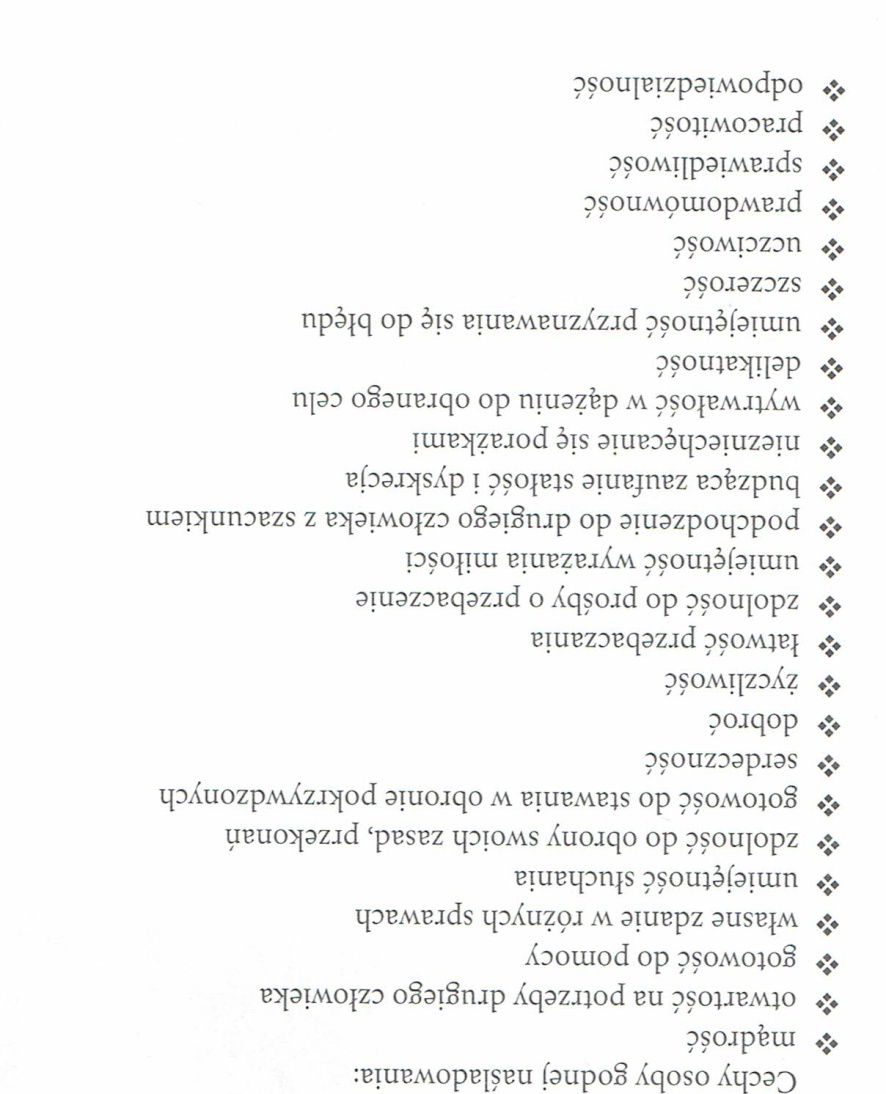 Cechy osoby godnej naśladowania:
❖ mądrość
❖ otwartość na potrzeby drugiego człowieka
❖ gotowość do pomocy
❖ własne zdanie w różnych sprawach
❖ umiejętność słuchania
❖ zdolność do obrony swoich zasad, przekonań
❖ gotowość do stawania w obronie pokrzywdzonych
❖ serdeczność
❖ dobroć
❖ życzliwość
❖ łatwość przebaczania
❖ zdolność do prośby o przebaczenie
❖ umiejętność wyrażania miłości
❖ podchodzenie do drugiego człowieka z szacunkiem
❖ budząca zaufanie stałość i dyskrecja
❖ niezniechęcanie się porażkami
❖ wytrwałość w dążeniu do obranego celu
❖ delikatność
❖ umiejętność przyznawania się do błędu
❖ szczerość
❖ uczciwość
❖ prawdomówność
❖ sprawiedliwość
❖ pracowitość
❖ odpowiedzialność